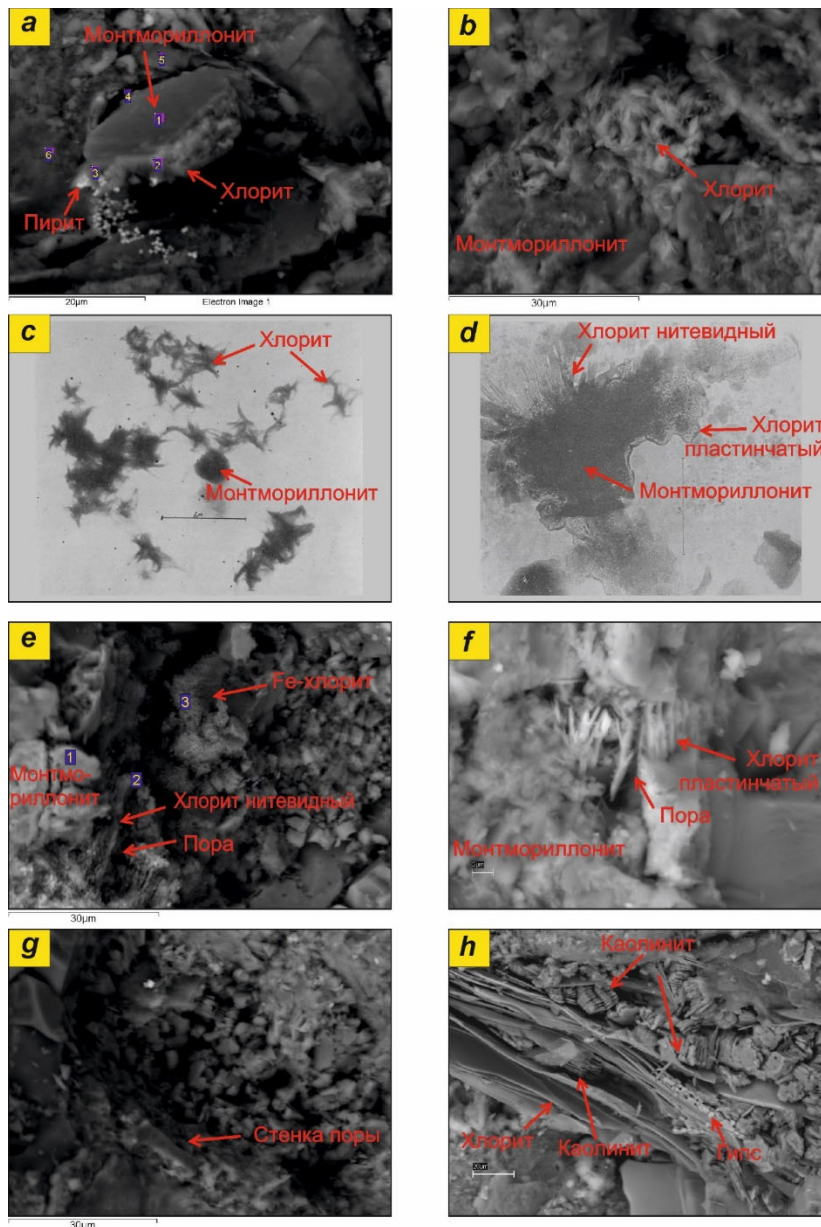 a
Монтмориллонит
5
4
1
6
3
2
Пирит
Хлорит
20μm
Electron Image 1
b
Хлорит
Монтмориллонит
30μm
c
Хлорит
Монтмориллонит
d
Хлорит нитевидный
Хлорит
пластинчатый
Монтмориллонит
e
Fe-хлорит
3
1
Монтмо-
риллонит
2
Хлорит нитевидный
Пора
30μm
f
Хлорит
пластинчатый
Пора
Монтмориллонит
g
Стенка поры
30μm
h
Каолинит
Хлорит
Каолинит
Гипс
20μm